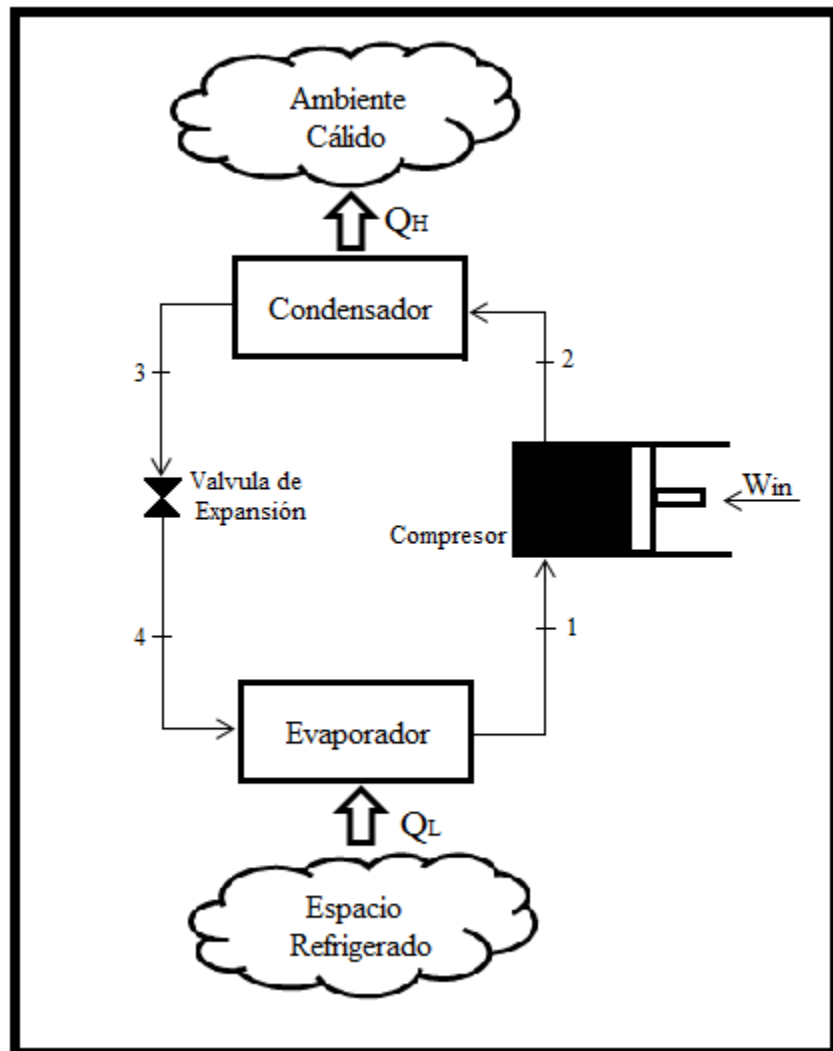 Ambiente
Cálido
QH
Condensador
3
2
Valvula de
Expansión
Win
Compresor
4
1
Evaporador
QL
Espacio
Refrigerado